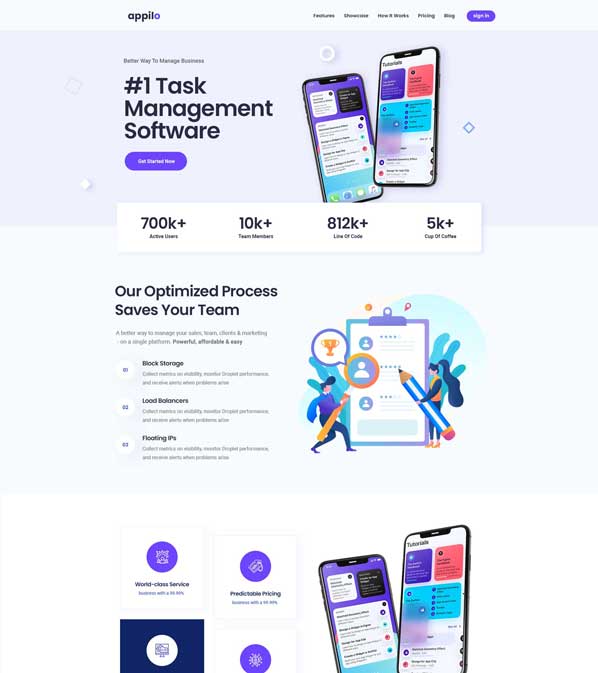 appilo
Features Showcase How It Works Pricing Blog sign in
Better Way To Manage Business
#1 Task
Management
Software
Get Started Now
Tutorials
700k+ 10k+ 812k+ 5k+
Active Users Team Members Line Of Code Cup Of Coffee
Our Optimized Process
Saves Your Team
A better way to manage your sales, team, clients & marketing
- on a single platform. Powerful, affordable & easy
01 Block Storage
Collect metrics on visibility, monitor Droplet performance,
and receive alerts when problems arise
02 Load Balancers
Collect metrics on visibility, monitor Droplet performance,
and receive alerts when problems arise
03 Floating IPs
Collect metrics on visibility, monitor Droplet performance,
and receive alerts when problems arise
World-class Service
business with a 99.99%
Predictable Pricing
business with a 99.99%
Tutorials